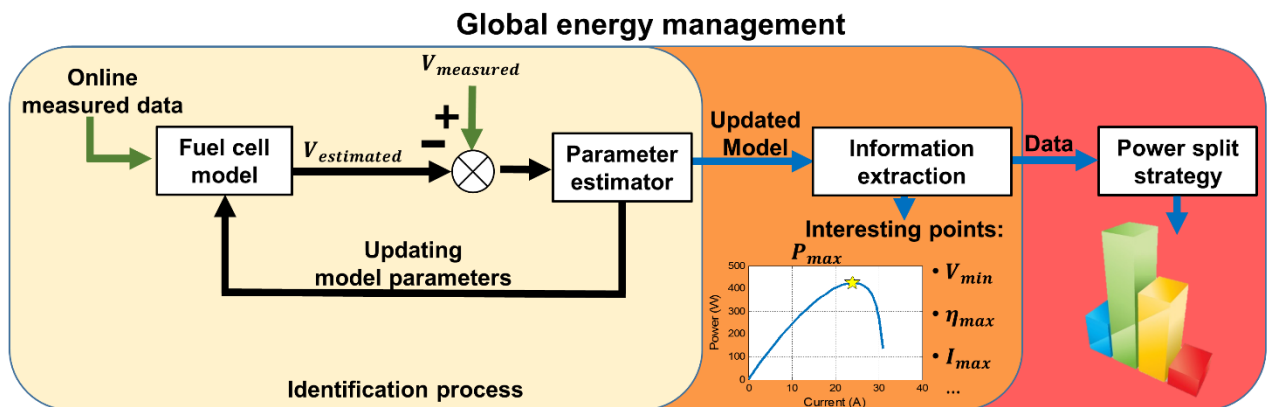 Global energy management
Online
measured data
Fuel cell
model
V_estimated
V_measured
+
−
Parameter
estimator
Updating
model parameters
Identification process
Updated
Model
Information
extraction
Interesting points:
P_max
500
400
300
200
100
0
0 10 20 30 40
Power (W)
Current (A)
• V_min
• η_max
• I_max
...
Data
Power split
strategy